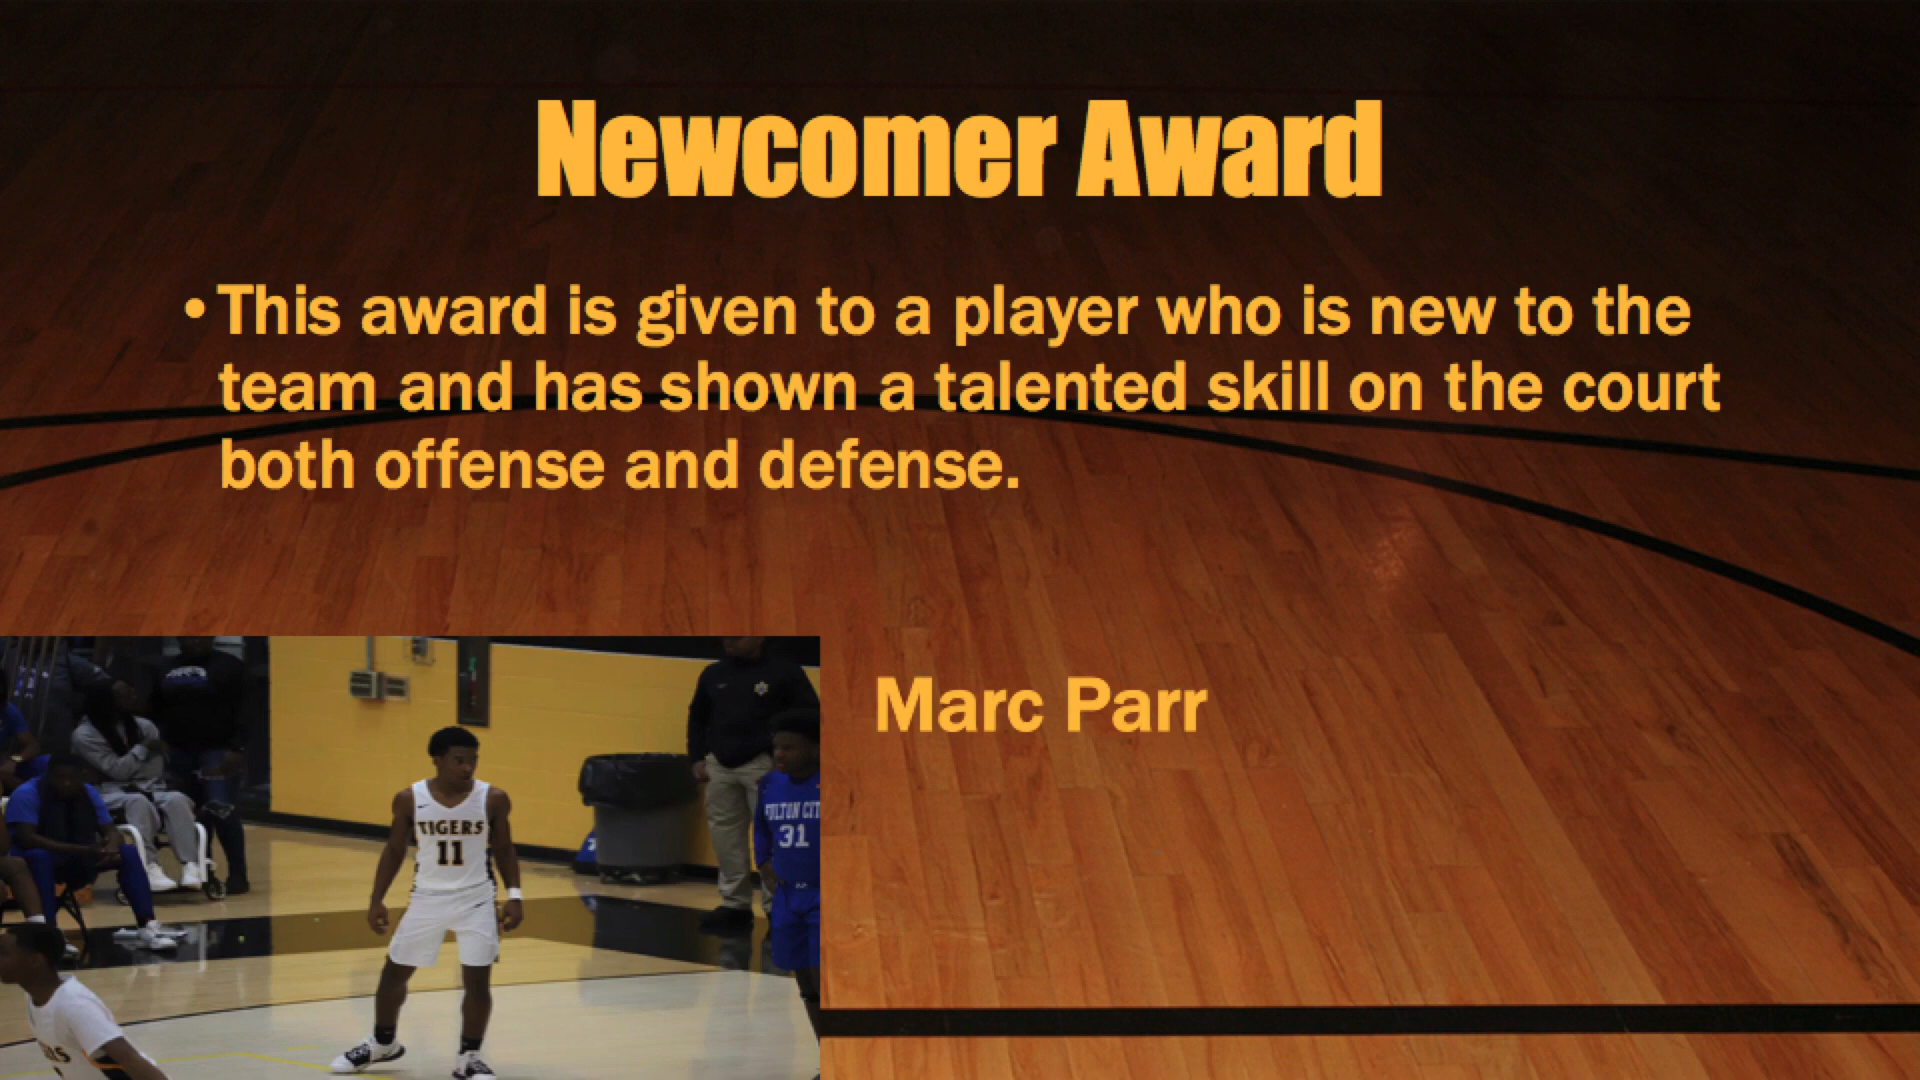 Newcomer Award
• This award is given to a player who is new to the
team and has shown a talented skill on the court
both offense and defense.
Marc Parr
TIGERS
11
31